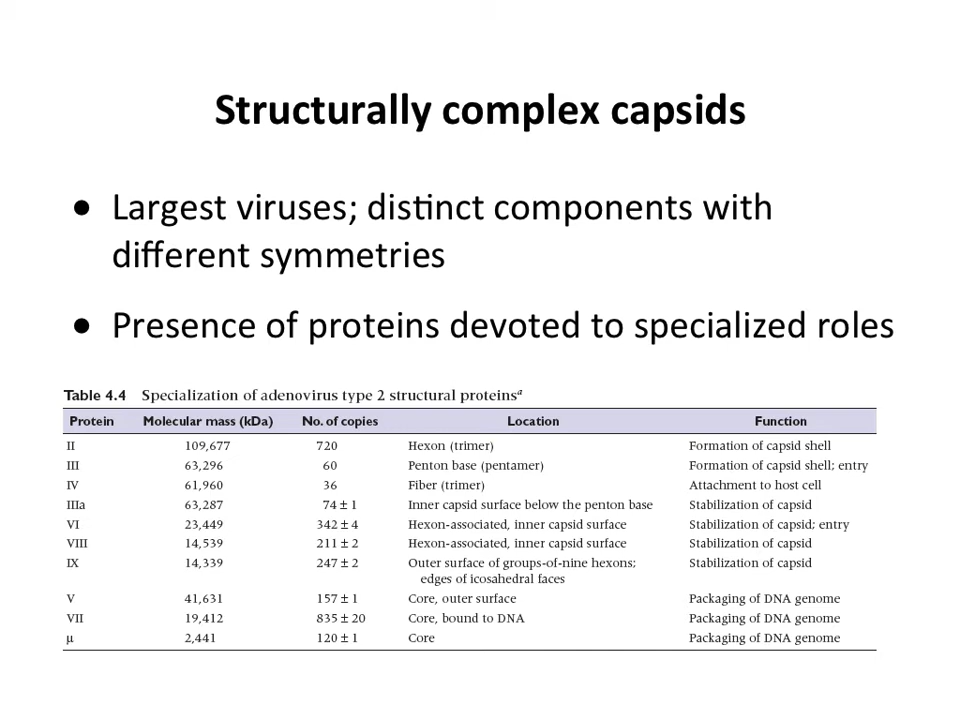 Structurally complex capsids
• Largest viruses; distinct components with
different symmetries
• Presence of proteins devoted to specialized roles
Table 4.4 Specialization of adenovirus type 2 structural proteinsᵃ
Protein Molecular mass (kDa) No. of copies Location Function
II 109,677 720 Hexon (trimer) Formation of capsid shell
III 63,296 60 Penton base (pentamer) Formation of capsid shell; entry
IV 61,960 36 Fiber (trimer) Attachment to host cell
IIIa 63,287 74 ± 1 Inner capsid surface below the penton base Stabilization of capsid
VI 23,449 342 ± 4 Hexon-associated, inner capsid surface Stabilization of capsid; entry
VIII 14,539 211 ± 2 Hexon-associated, inner capsid surface Stabilization of capsid
IX 14,339 247 ± 2 Outer surface of groups-of-nine hexons; Stabilization of capsid
edges of icosahedral faces
V 41,631 157 ± 1 Core, outer surface Packaging of DNA genome
VII 19,412 835 ± 20 Core, bound to DNA Packaging of DNA genome
μ 2,441 120 ± 1 Core Packaging of DNA genome